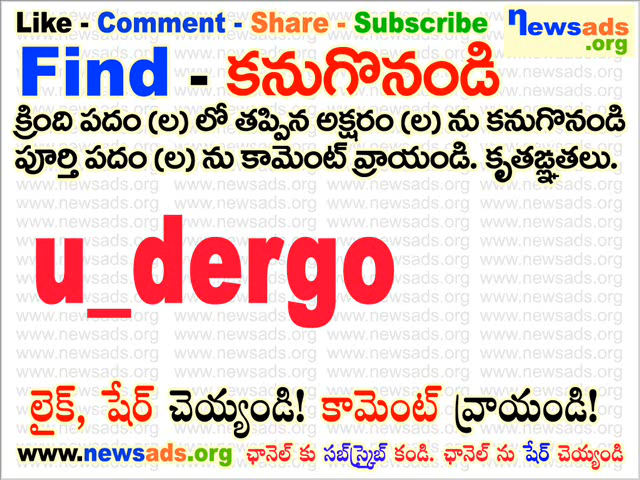 Like - Comment - Share - Subscribe
newsads
.org
Find - కనుగొనండి
క్రింది పదం (ల) లో తప్పిన అక్షరం (ల) ను కనుగొనండి
పూర్తి పదం (ల) ను కామెంట్ వ్రాయండి. కృతఙ్ఞతలు.
u_dergo
లైక్, షేర్ చెయ్యండి! కామెంట్ వ్రాయండి!
www.newsads.org ఛానెల్ కు సబ్‌స్క్రైబ్ కండి. ఛానెల్ ను షేర్ చెయ్యండి